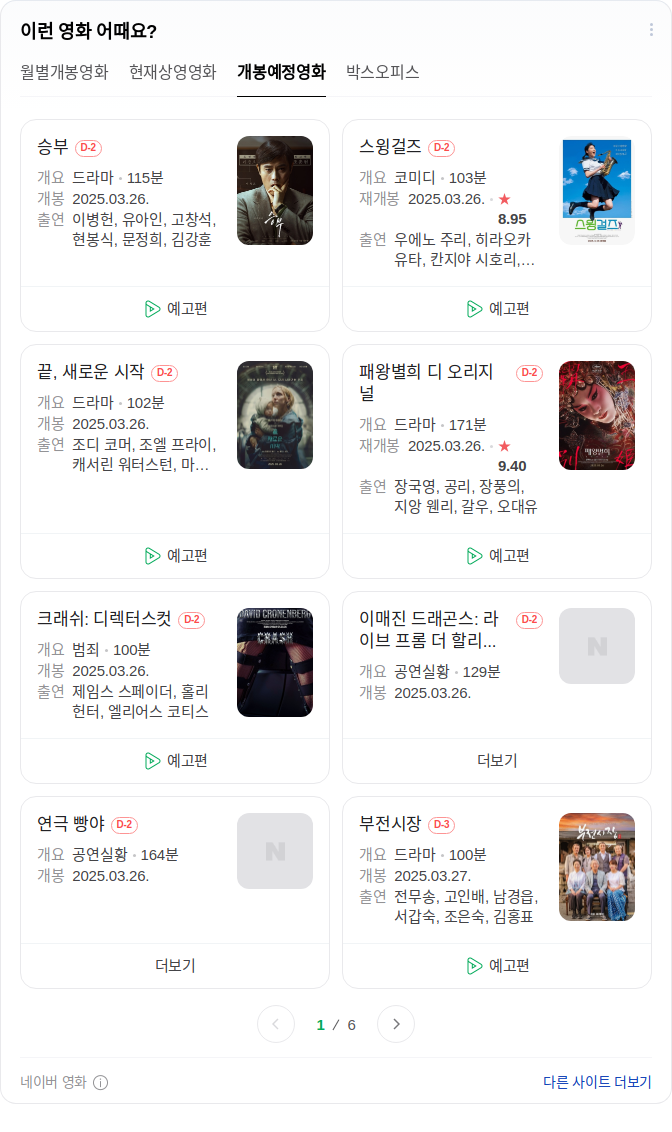 이런 영화 어때요?
월별개봉영화 현재상영영화 개봉예정영화 박스오피스
승부 D-2
개요 드라마 115분
개봉 2025.03.26.
출연 이병헌, 유아인, 고창석,
현봉식, 문정희, 김강훈
예고편
스윙걸즈 D-2
개요 코미디 103분
재개봉 2025.03.26. ★
8.95
출연 우에노 주리, 히라오카
유타, 칸지야 시호리,...
스윙걸즈
예고편
끝, 새로운 시작 D-2
개요 드라마 102분
개봉 2025.03.26.
출연 조디 코머, 조엘 프라이,
캐서린 워터스턴, 마...
예고편
패왕별희 디 오리지 D-2
널
개요 드라마 171분
재개봉 2025.03.26. ★
9.40
출연 장국영, 공리, 장풍의,
지앙 웬리, 갈우, 오대유
패왕별희
예고편
크래쉬: 디렉터스컷 D-2
개요 범죄 100분
개봉 2025.03.26.
출연 제임스 스페이더, 홀리
헌터, 엘리어스 코티스
DAVID CRONENBERG
CRASH
예고편
이매진 드래곤스: 라 D-2
이브 프롬 더 할리...
개요 공연실황 129분
개봉 2025.03.26.
N
더보기
연극 빵야 D-2
개요 공연실황 164분
개봉 2025.03.26.
N
더보기
부전시장 D-3
개요 드라마 100분
개봉 2025.03.27.
출연 전무송, 고인배, 남경읍,
서갑숙, 조은숙, 김홍표
부전시장
예고편
1 / 6
네이버 영화
다른 사이트 더보기